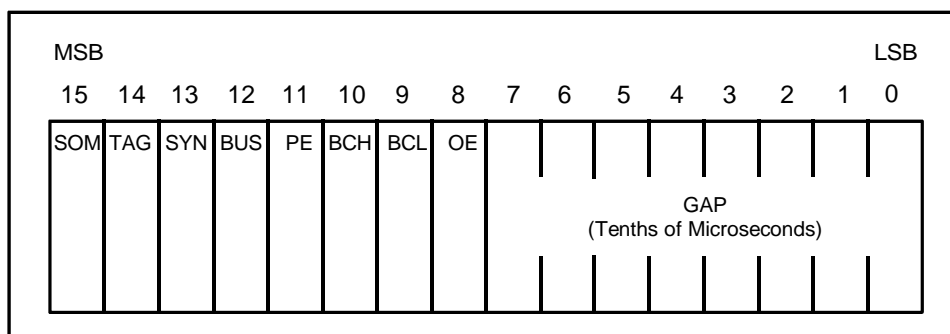 MSB LSB
15 14 13 12 11 10 9 8 7 6 5 4 3 2 1 0
SOM TAG SYN BUS PE BCH BCL OE
GAP
(Tenths of Microseconds)